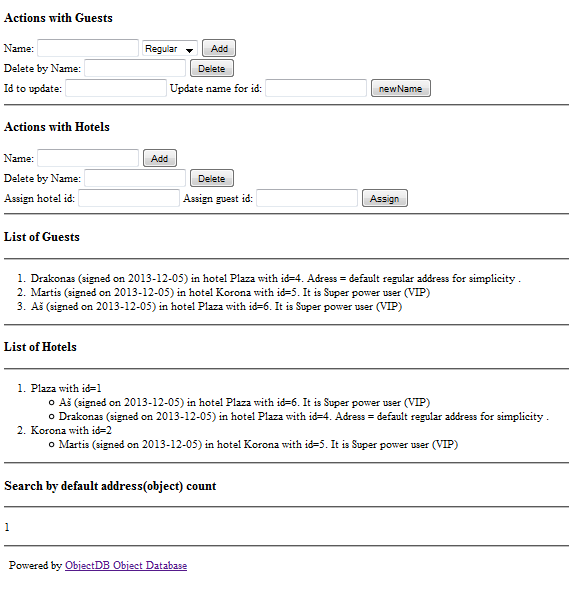 Actions with Guests
Name: Regular Add
Delete by Name: Delete
Id to update: Update name for id: newName
Actions with Hotels
Name: Add
Delete by Name: Delete
Assign hotel id: Assign guest id: Assign
List of Guests
1. Drakonas (signed on 2013-12-05) in hotel Plaza with id=4. Adress = default regular address for simplicity .
2. Martis (signed on 2013-12-05) in hotel Korona with id=5. It is Super power user (VIP)
3. Aš (signed on 2013-12-05) in hotel Plaza with id=6. It is Super power user (VIP)
List of Hotels
1. Plaza with id=1
Aš (signed on 2013-12-05) in hotel Plaza with id=6. It is Super power user (VIP)
Drakonas (signed on 2013-12-05) in hotel Plaza with id=4. Adress = default regular address for simplicity .
2. Korona with id=2
Martis (signed on 2013-12-05) in hotel Korona with id=5. It is Super power user (VIP)
Search by default address(object) count
1
Powered by ObjectDB Object Database